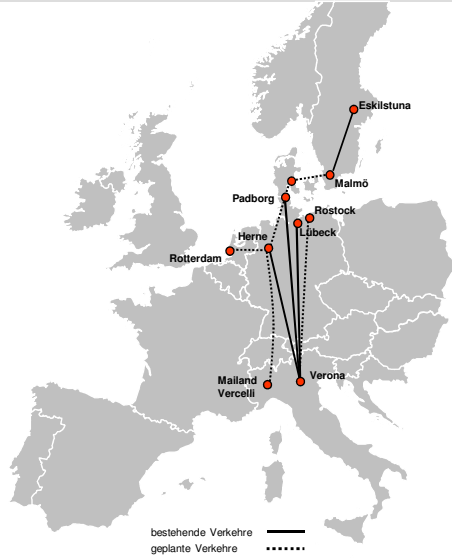 Eskilstuna
Malmö
Padborg
Rostock
Lübeck
Herne
Rotterdam
Mailand
Vercelli
Verona
bestehende Verkehre
geplante Verkehre